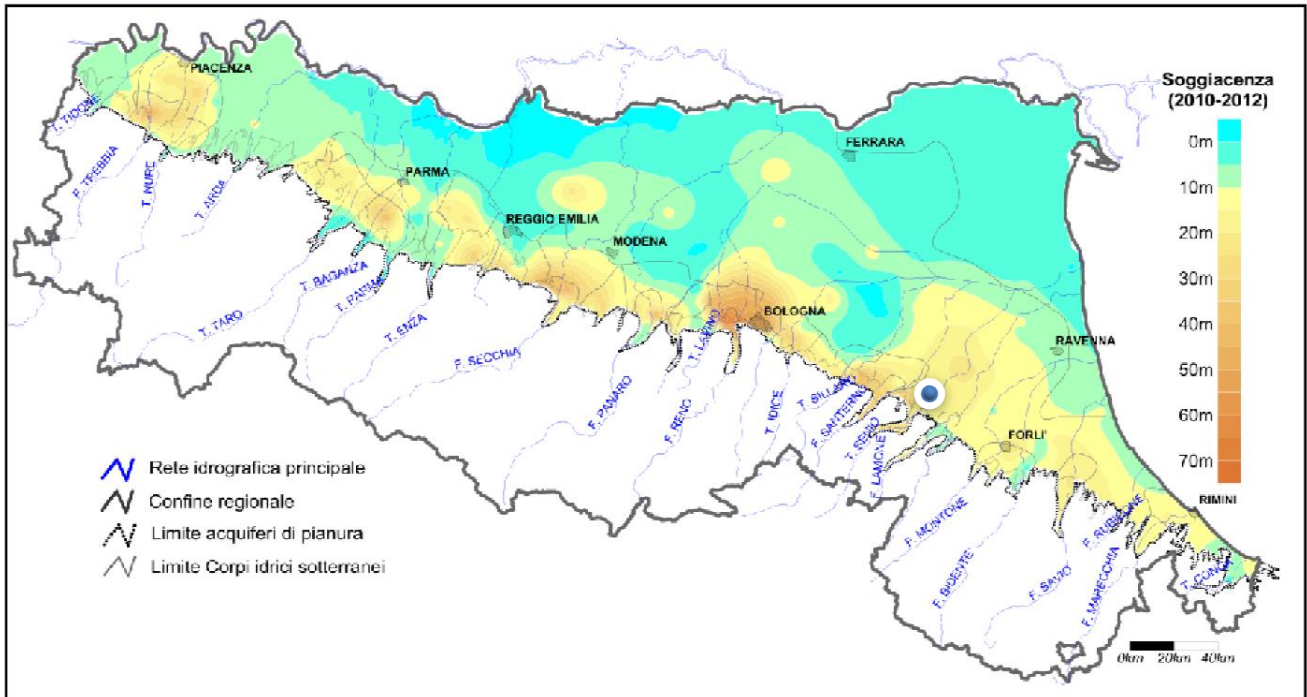 PIACENZA
T. TIDONE
F. TREBBIA
T. NURE
T. ARDA
PARMA
FERRARA
REGGIO EMILIA
MODENA
BOLOGNA
RAVENNA
FORLI'
RIMINI
T. TARO
T. BAGANZA
T. PARMA
T. ENZA
F. SECCHIA
F. PANARO
F. RENO
T. LAVINO
T. IDICE
T. SILLARO
F. SANTERNO
T. SENIO
F. LAMONE
F. MONTONE
F. BIDENTE
F. SAVIO
F. RUBICONE
F. MARECCHIA
T. CONCA
Soggiacenza
(2010-2012)
0m
10m
20m
30m
40m
50m
60m
70m
Rete idrografica principale
Confine regionale
Limite acquiferi di pianura
Limite Corpi idrici sotterranei
0km 20km 40km